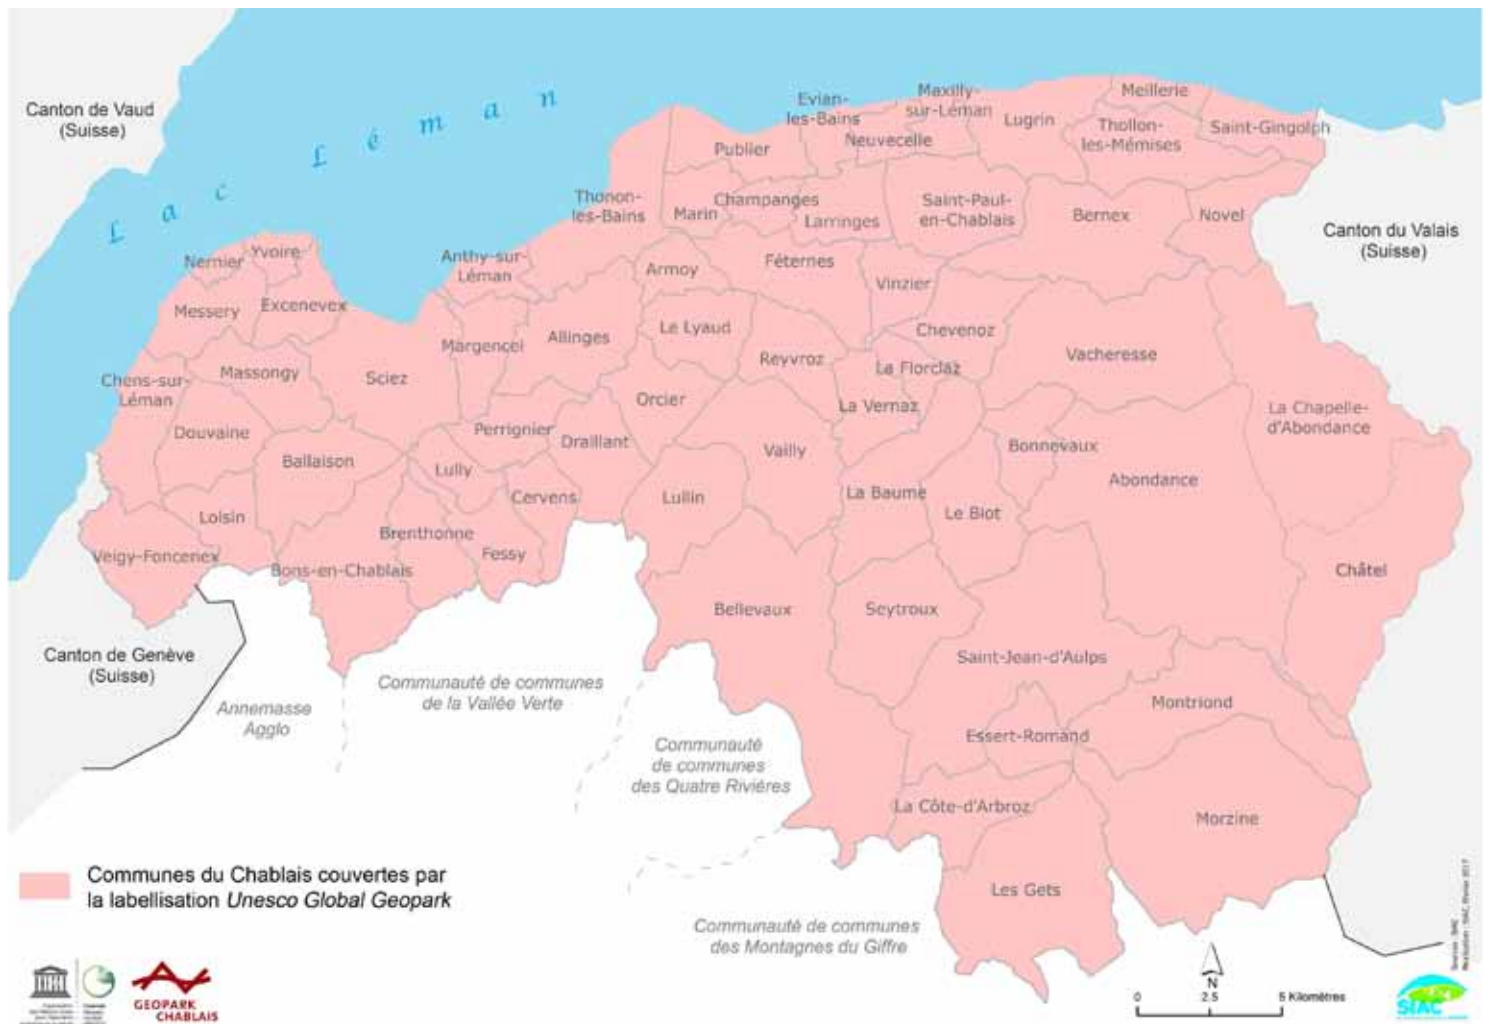 Canton de Vaud
(Suisse)
Lac Léman
Evian-
les-Bains
Maxilly-
sur-Léman
Meillerie
Lugrin
Thollon-
les-Mémises
Saint-Gingolph
Neuvecelle
Publier
Thonon-
les-Bains
Marin
Champanges
Larringes
Saint-Paul-
en-Chablais
Bernex
Novel
Canton du Valais
(Suisse)
Nernier
Yvoire
Anthy-sur-
Léman
Armoy
Féternes
Vinzier
Messery
Excenevex
Margencel
Allinges
Le Lyaud
Reyvroz
Chevenoz
Vacheresse
La Florclaz
Chens-sur-
Léman
Massongy
Sciez
Orcier
La Vernaz
La Chapelle-
d'Abondance
Douvaine
Ballaison
Perrignier
Draillant
Vailly
Bonnevaux
Abondance
Lully
Cervens
Lullin
La Baume
Le Biot
Loisin
Brenthonne
Fessy
Veigy-Foncenex
Bons-en-Chablais
Châtel
Bellevaux
Seytroux
Canton de Genève
(Suisse)
Saint-Jean-d'Aulps
Annemasse
Agglo
Communauté de communes
de la Vallée Verte
Montriond
Essert-Romand
Communauté
de communes
des Quatre Rivières
La Côte-d'Arbroz
Morzine
Les Gets
Communes du Chablais couvertes par
la labellisation Unesco Global Geopark
Communauté de communes
des Montagnes du Giffre
GEOPARK
CHABLAIS
N
0 2.5 5 Kilomètres
SIAC
Sources : SIAC
Réalisation : SIAC, février 2017